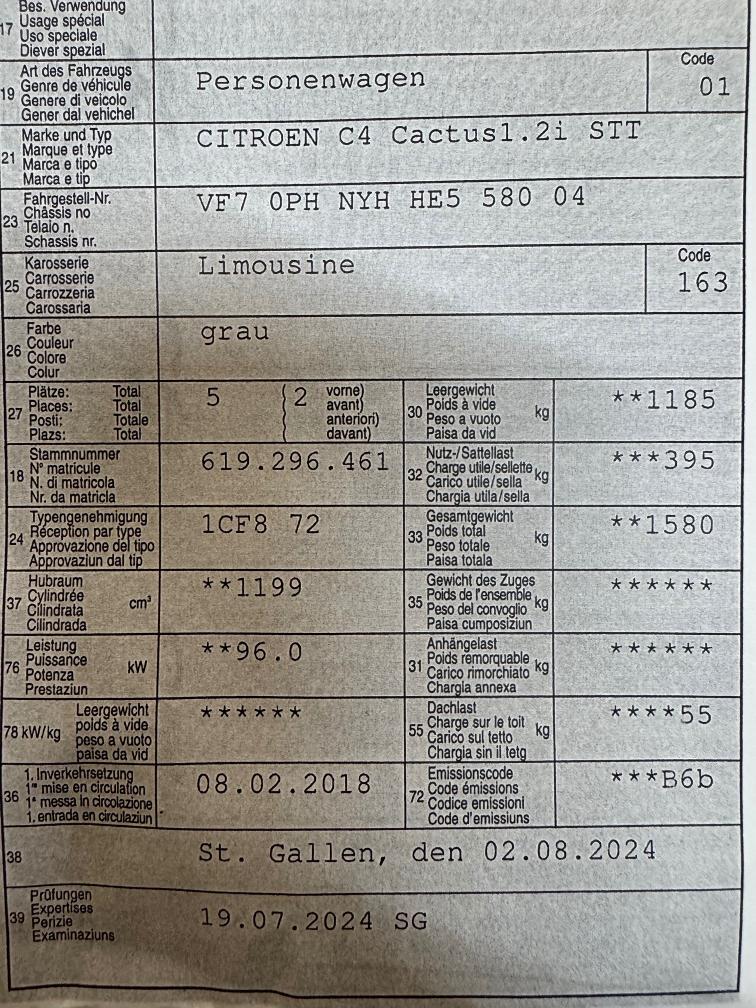 Bes. Verwendung
17 Usage spécial
Uso speciale
Diever spezial
19 Art des Fahrzeugs
Genre de véhicule
Genere di veicolo
Gener dal vehichel
Personenwagen
Code
01
21 Marke und Typ
Marque et type
Marca e tipo
Marca e tip
CITROEN C4 Cactus1.2i STT
23 Fahrgestell-Nr.
Châssis no
Telaio n.
Schassis nr.
VF7 0PH NYH HE5 580 04
25 Karosserie
Carrosserie
Carrozzeria
Carossaria
Limousine
Code
163
26 Farbe
Couleur
Colore
Colur
grau
27 Plätze: Total
Places: Total
Posti: Totale
Plazs: Total
5 ( 2 vorne)
avant)
anteriori)
davant)
30 Leergewicht
Poids à vide
Peso a vuoto
Paisa da vid
kg
**1185
18 Stammnummer
N° matricule
N. di matricola
Nr. da matricla
619.296.461
32 Nutz-/Sattellast
Charge utile/sellette
Carico utile/sella
Chargia utila/sella
kg
***395
24 Typengenehmigung
Réception par type
Approvazione del tipo
Approvaziun dal tip
1CF8 72
33 Gesamtgewicht
Poids total
Peso totale
Paisa totala
kg
**1580
37 Hubraum
Cylindrée
Cilindrata
Cilindrada
cm³
**1199
35 Gewicht des Zuges
Poids de l'ensemble
Peso del convoglio
Paisa cumposiziun
kg
******
76 Leistung
Puissance
Potenza
Prestaziun
kW
**96.0
31 Anhängelast
Poids remorquable
Carico rimorchiato
Chargia annexa
kg
******
78 kW/kg Leergewicht
poids à vide
peso a vuoto
paisa da vid
******
55 Dachlast
Charge sur le toit
Carico sul tetto
Chargia sin il tetg
kg
****55
36 1. Inverkehrsetzung
1re mise en circulation
1a messa in circolazione
1. entrada en circulaziun
08.02.2018
72 Emissionscode
Code émissions
Codice emissioni
Code d'emissiuns
***B6b
38 St. Gallen, den 02.08.2024
39 Prüfungen
Expertises
Perizie
Examinaziuns
19.07.2024 SG